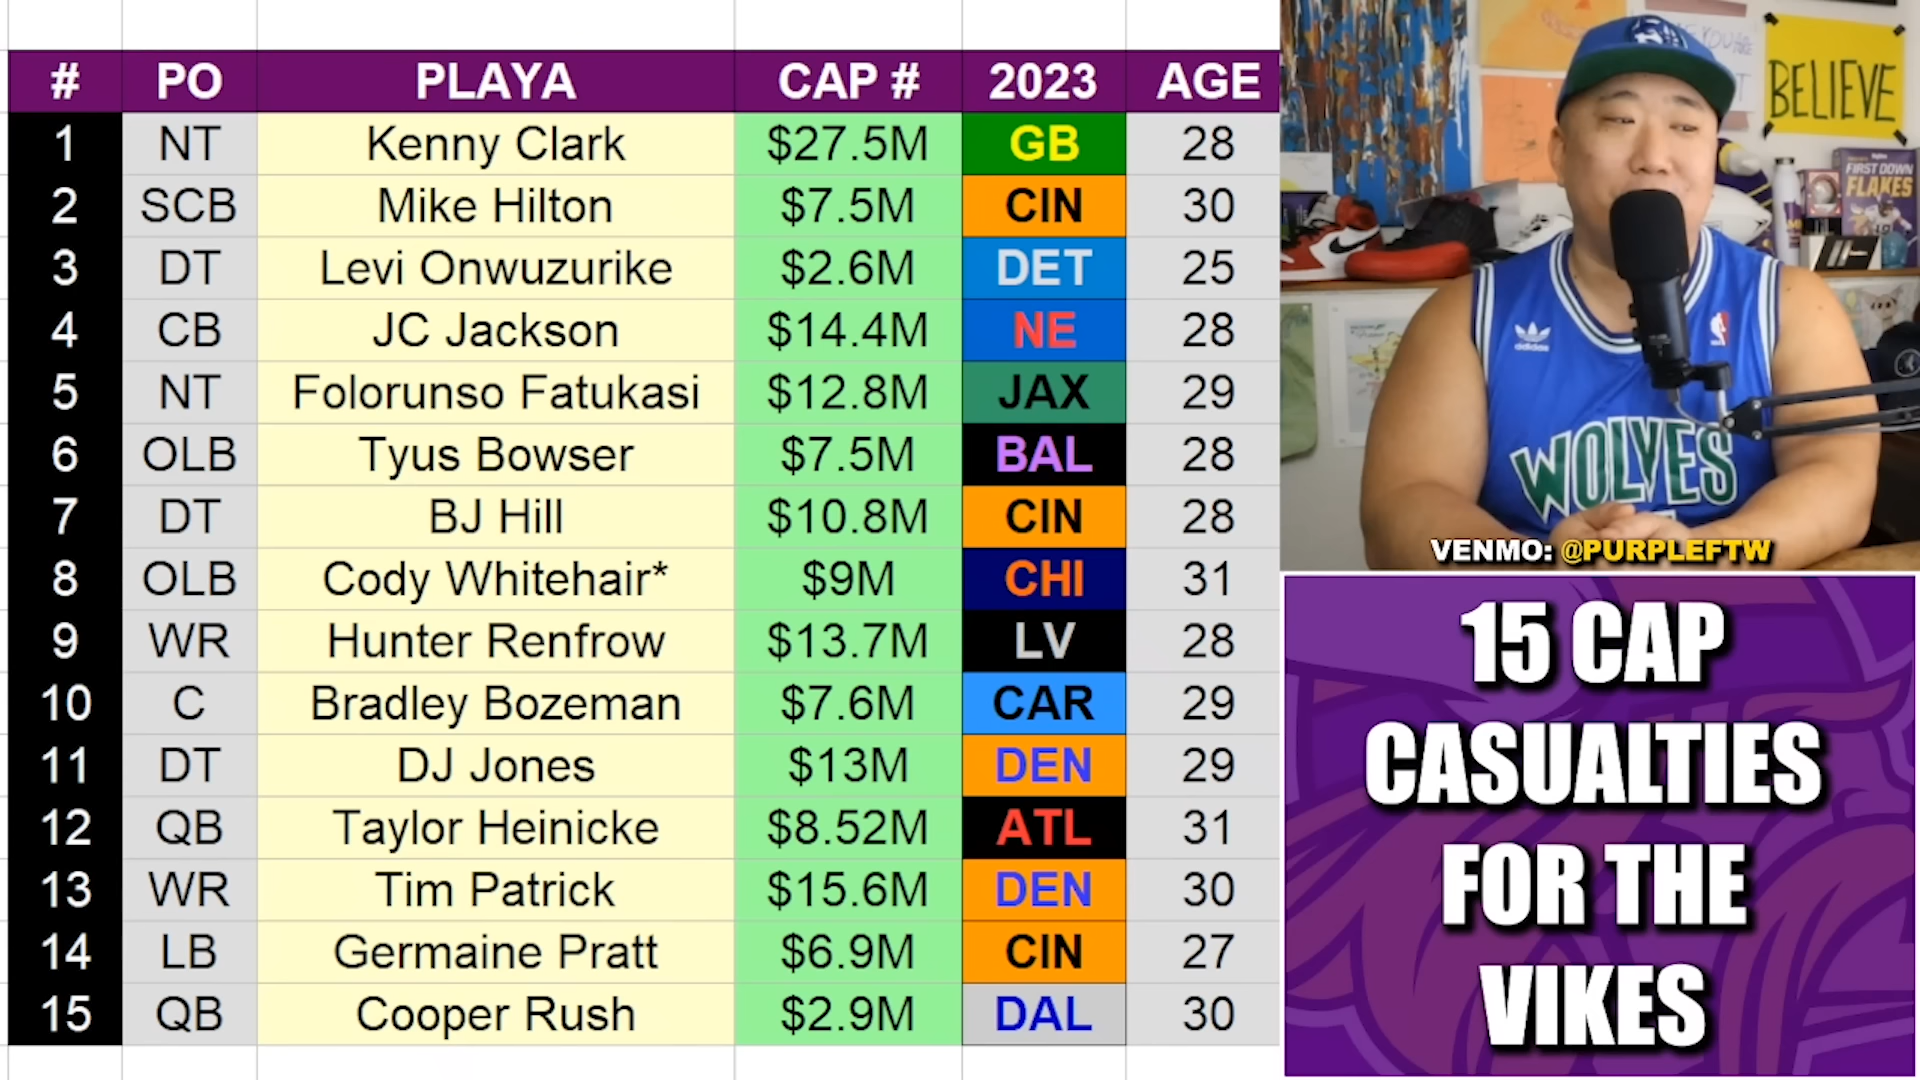 # PO PLAYA CAP # 2023 AGE
1 NT Kenny Clark $27.5M GB 28
2 SCB Mike Hilton $7.5M CIN 30
3 DT Levi Onwuzurike $2.6M DET 25
4 CB JC Jackson $14.4M NE 28
5 NT Folorunso Fatukasi $12.8M JAX 29
6 OLB Tyus Bowser $7.5M BAL 28
7 DT BJ Hill $10.8M CIN 28
8 OLB Cody Whitehair* $9M CHI 31
9 WR Hunter Renfrow $13.7M LV 28
10 C Bradley Bozeman $7.6M CAR 29
11 DT DJ Jones $13M DEN 29
12 QB Taylor Heinicke $8.52M ATL 31
13 WR Tim Patrick $15.6M DEN 30
14 LB Germaine Pratt $6.9M CIN 27
15 QB Cooper Rush $2.9M DAL 30
BELIEVE
FIRST DOWN
FLAKES
adidas
WOLVES
VENMO: @PURPLEFTW
15 CAP
CASUALTIES
FOR THE
VIKES